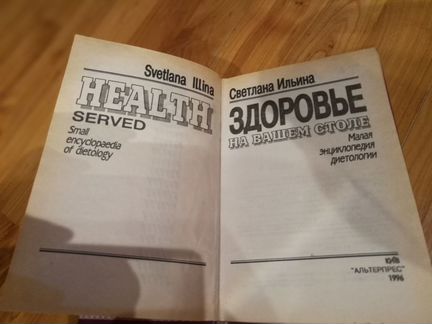 Svetlana Illina
HEALTH
SERVED
Small
encyclopaedia
of dietology
Светлана Ильина
ЗДОРОВЬЕ
НА ВАШЕМ СТОЛЕ
Малая
энциклопедия
диетологии
КИЇВ
"АЛЬТЕРПРЕС"
1996